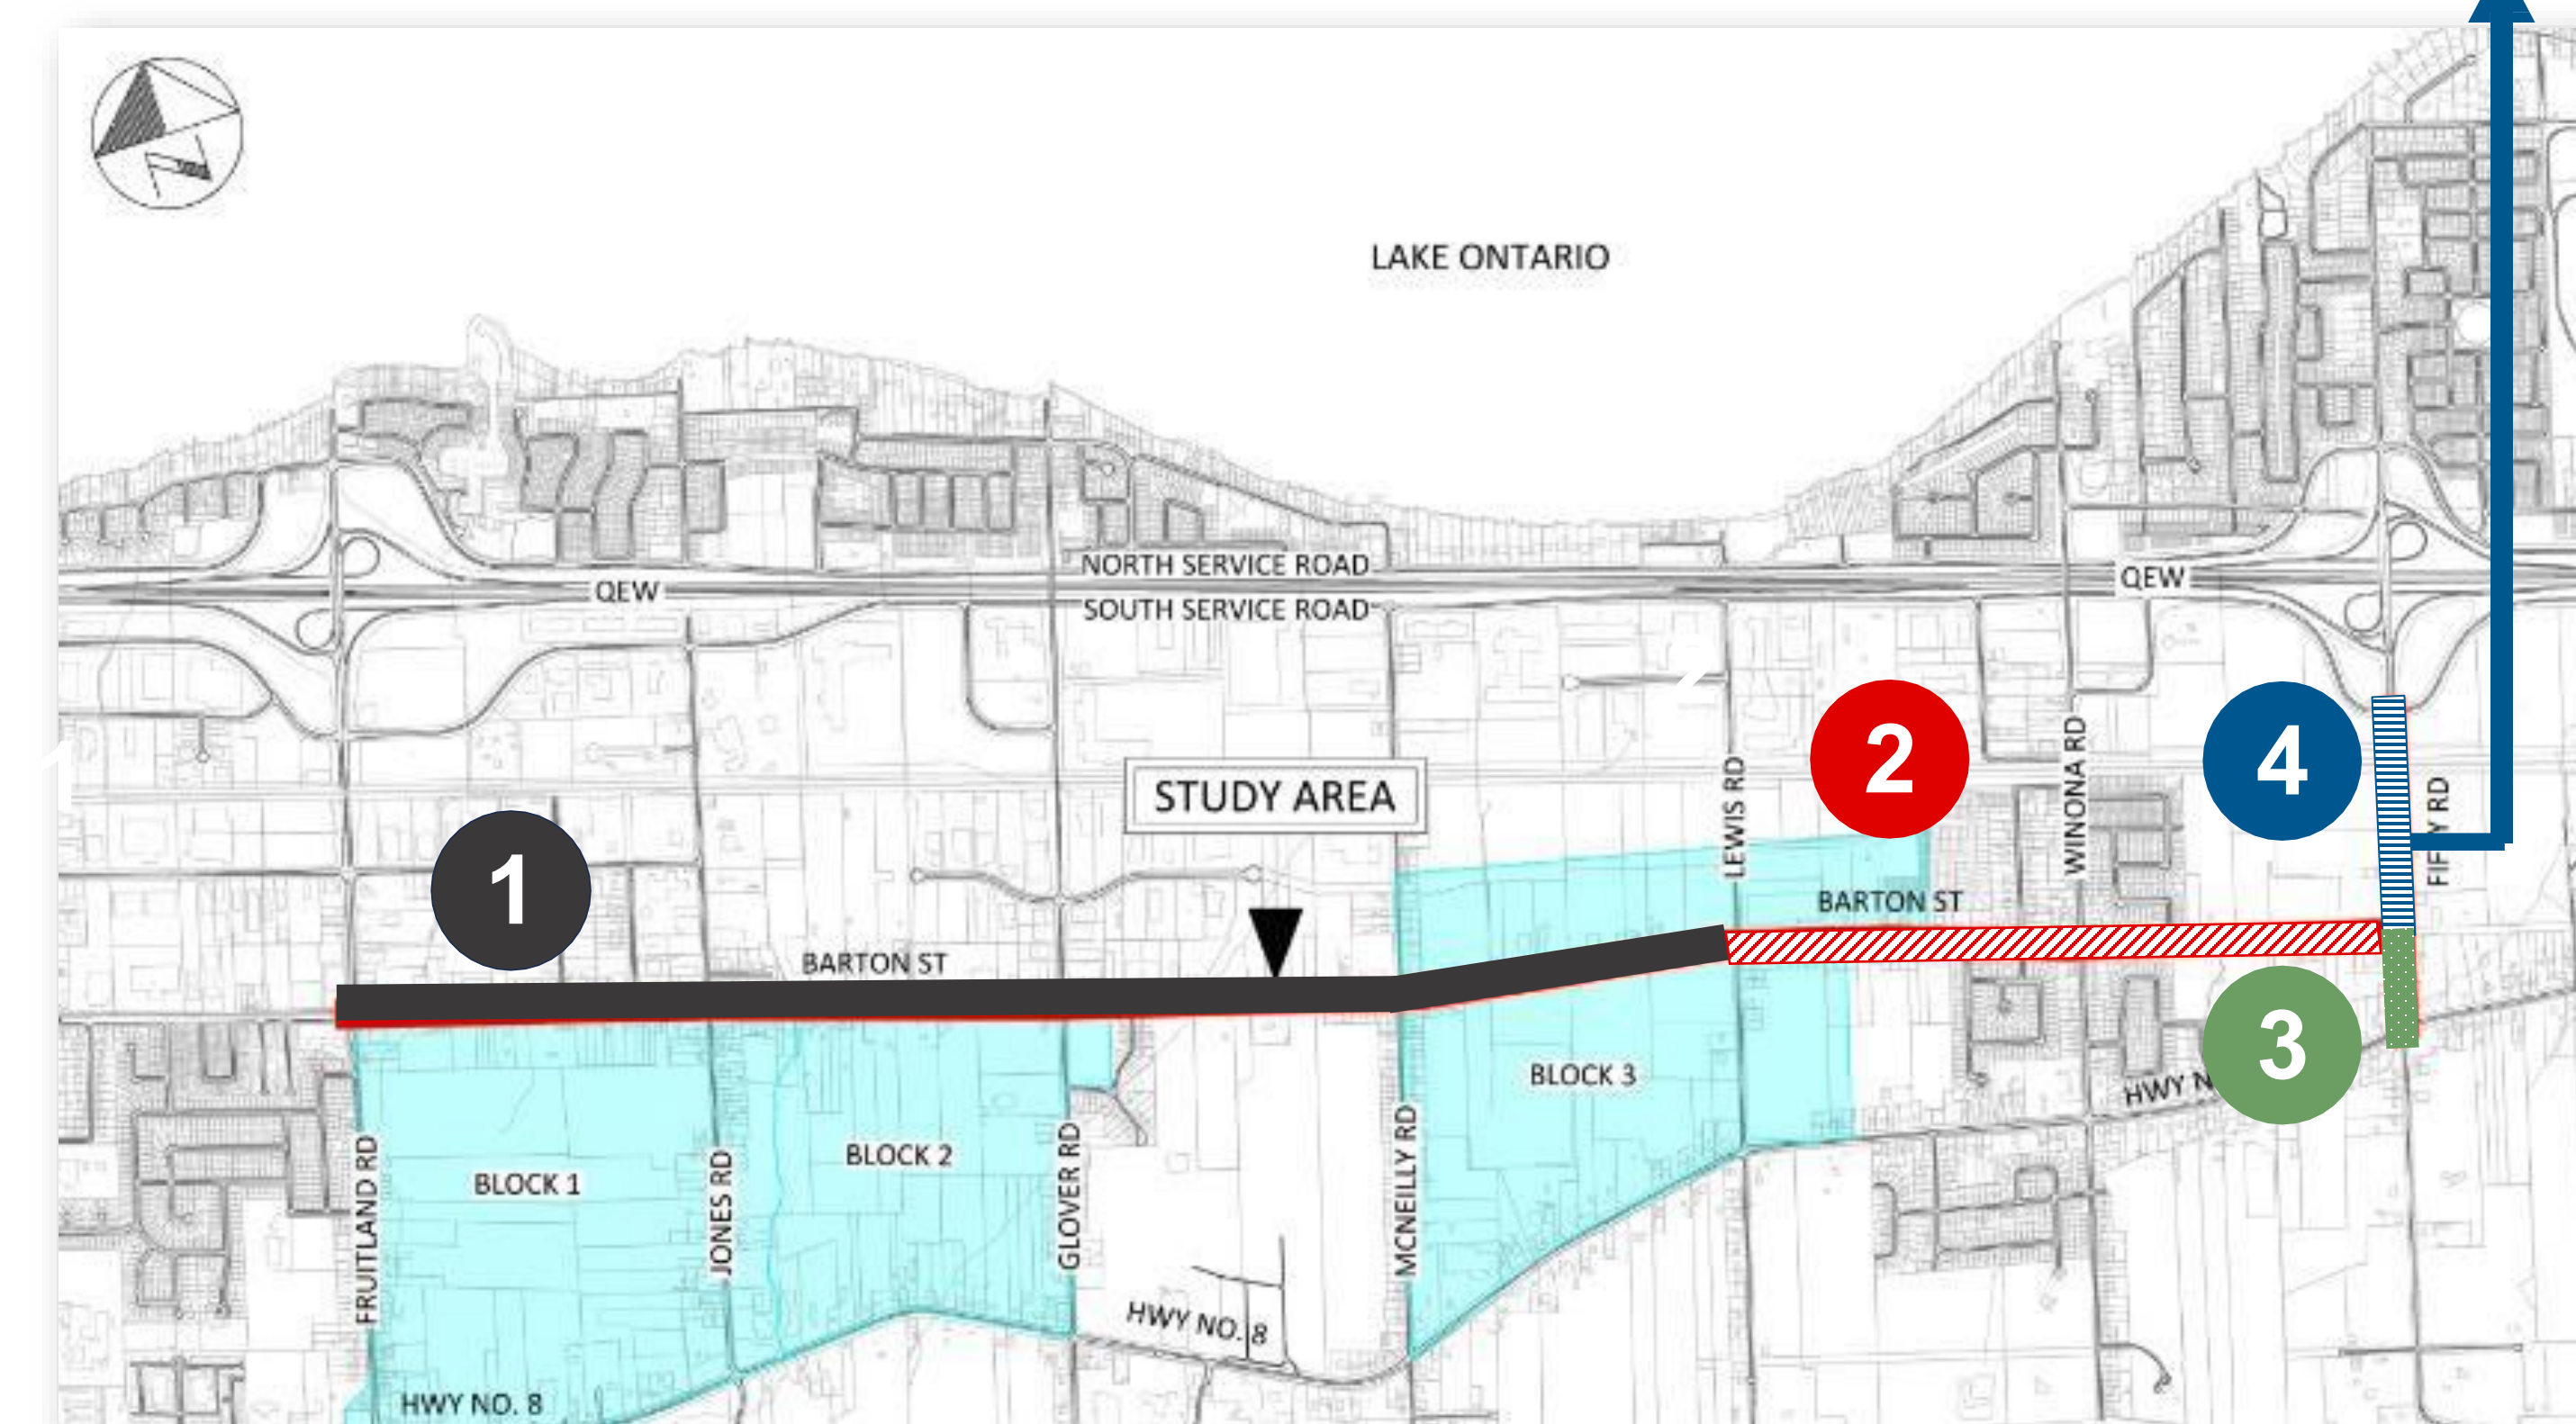 LAKE ONTARIO
NORTH SERVICE ROAD
QEW
QEW
SOUTH SERVICE ROAD
STUDY AREA
2
4
1
LEWIS RD
WINONA RD
BARTON ST
BARTON ST
3
BLOCK 3
HWY
BLOCK 2
BLOCK 1
FRUITLAND RD
JONES RD
GLOVER RD
MCNEILLY RD
RD
HWY NO. 8
HWY NO. 8